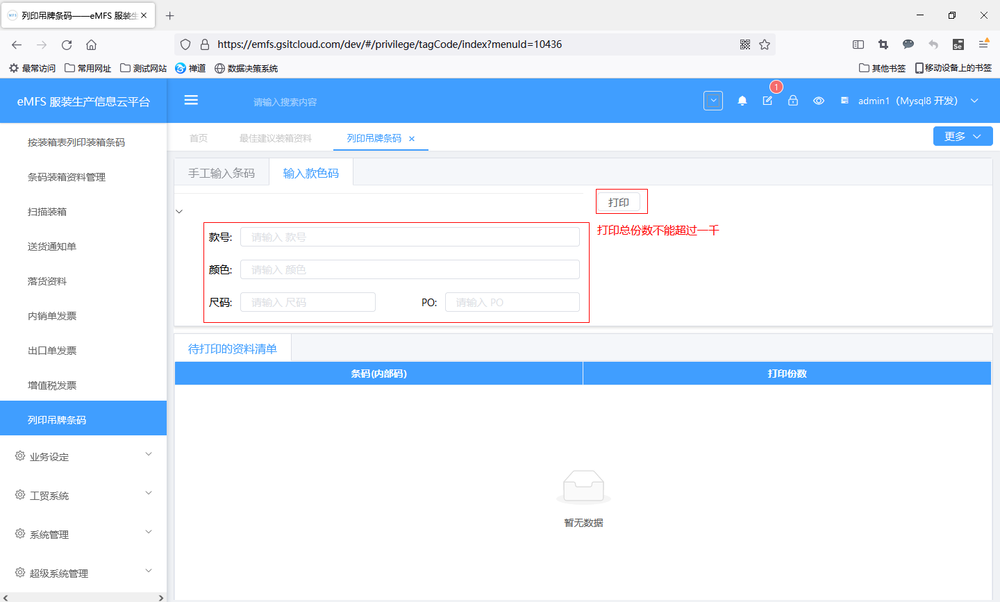 列印吊牌条码——eMFS 服装生
https://emfs.gsitcloud.com/dev/#/privilege/tagCode/index?menuId=10436
Se
最常访问 常用网址 测试网站 禅道 数据决策系统 其他书签 移动设备上的书签
eMFS 服装生产信息云平台
请输入搜索内容
1
admin1（Mysql8 开发）
按装箱表列印装箱条码
条码装箱资料管理
扫描装箱
送货通知单
落货资料
内销单发票
出口单发票
增值税发票
列印吊牌条码
业务设定
工贸系统
系统管理
超级系统管理
首页 最佳建议装箱资料 列印吊牌条码
更多
手工输入条码 输入款色码
打印
打印总份数不能超过一千
款号: 请输入 款号
颜色: 请输入 颜色
尺码: 请输入 尺码 PO: 请输入 PO
待打印的资料清单
条码(内部码) 打印份数
暂无数据